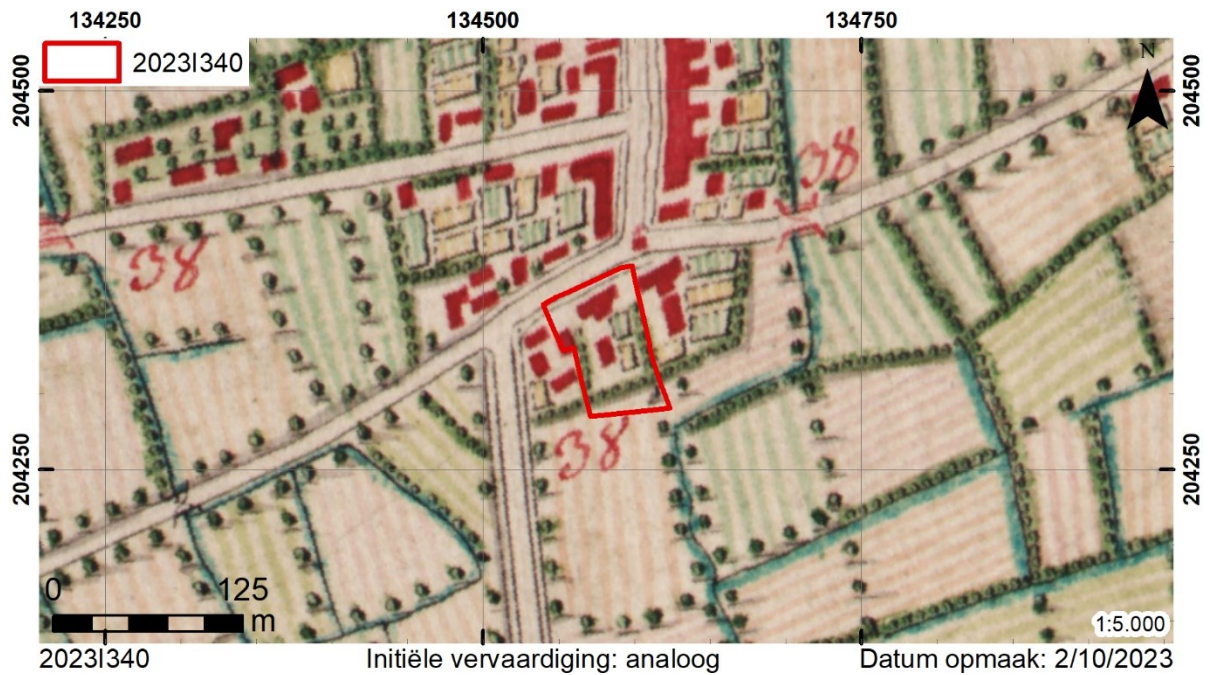 134250 134500 134750
2023I340
N
204500 204500
38
38
38
204250 204250
0 125
m
1:5.000
2023I340 Initiële vervaardiging: analoog Datum opmaak: 2/10/2023